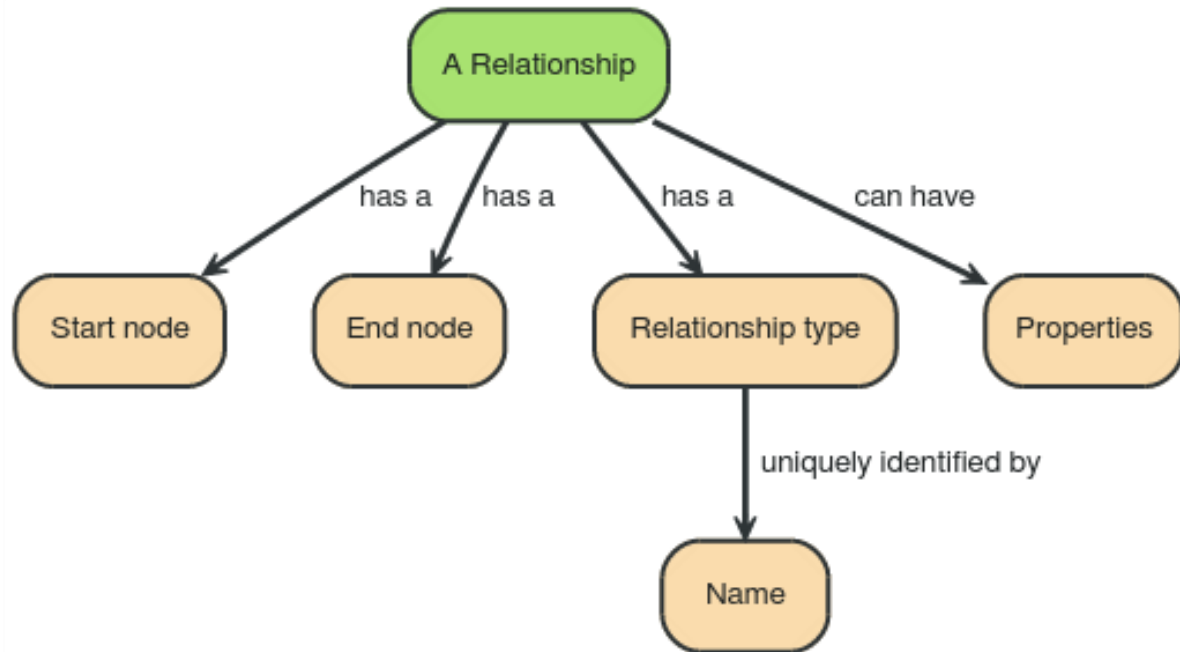 A Relationship
has a
has a
has a
can have
Start node
End node
Relationship type
Properties
uniquely identified by
Name